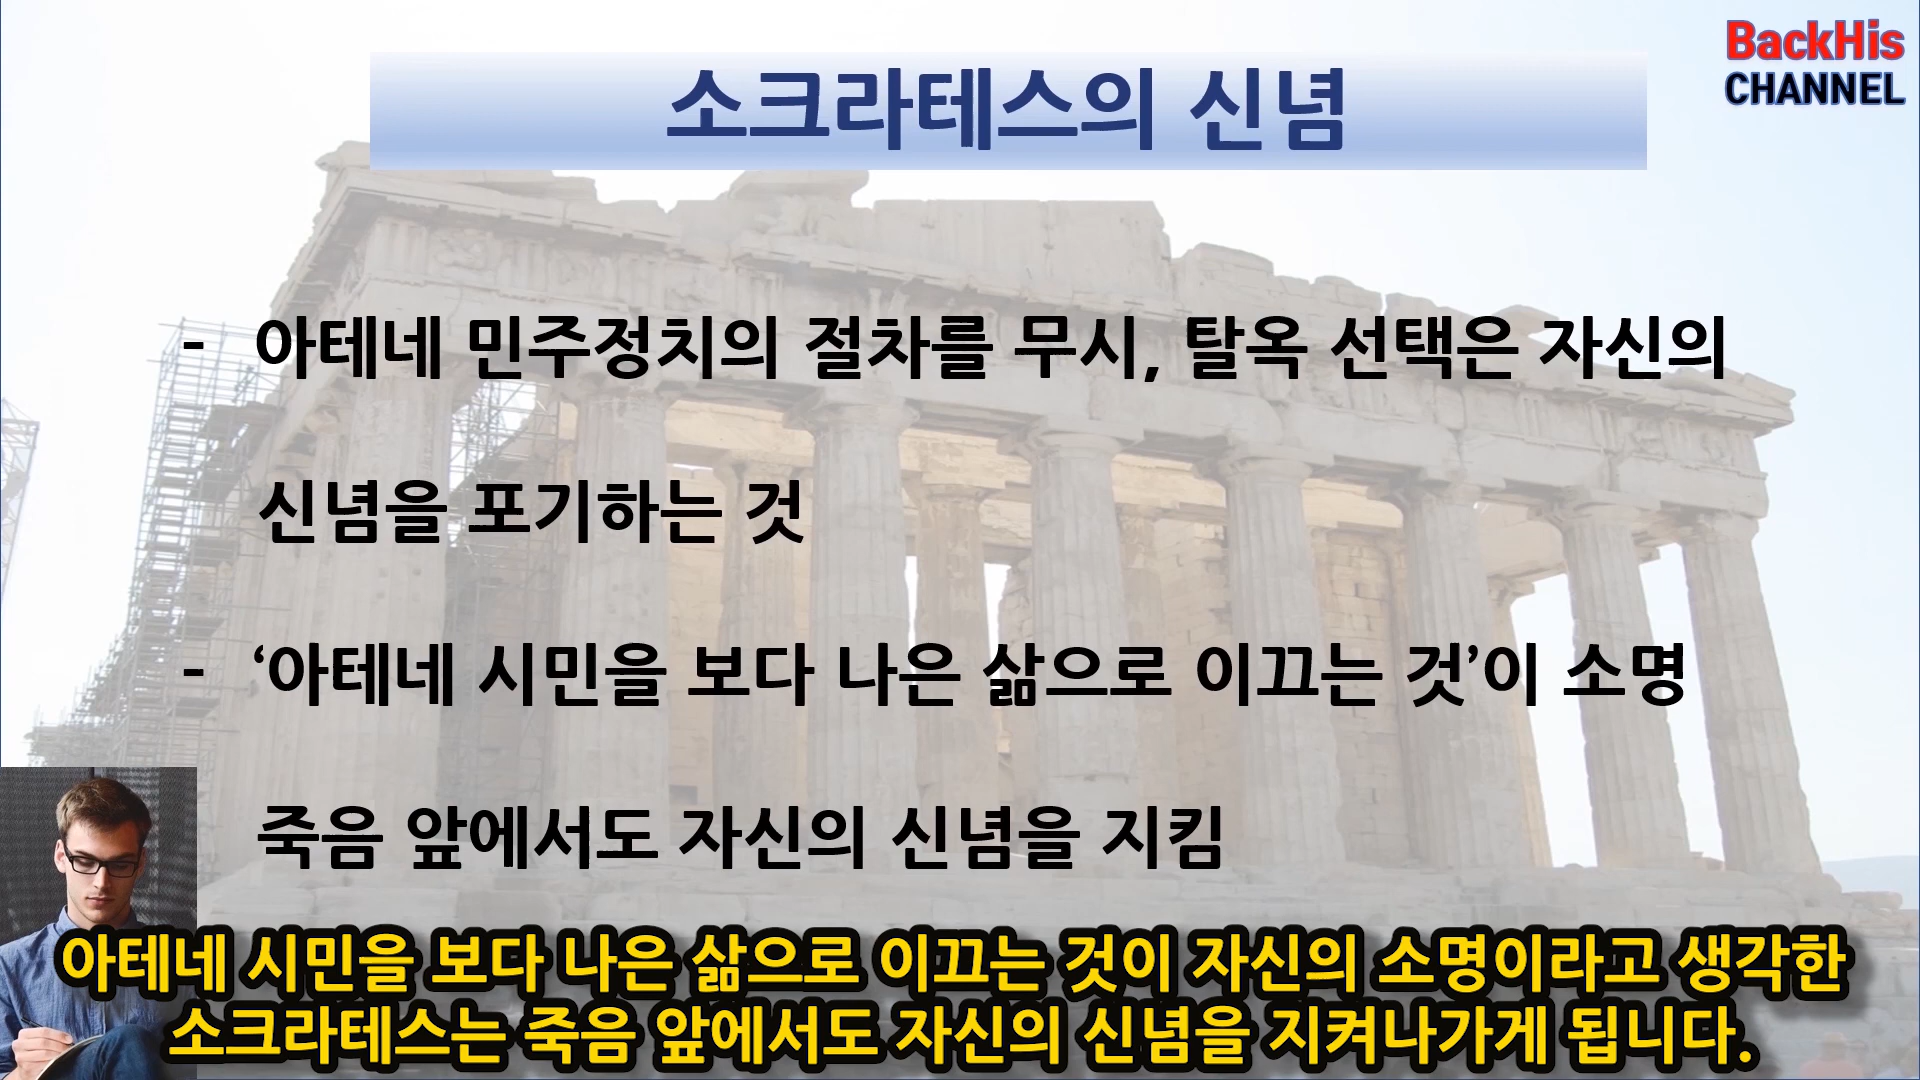 BackHis
CHANNEL
소크라테스의 신념
- 아테네 민주정치의 절차를 무시, 탈옥 선택은 자신의
신념을 포기하는 것
- ‘아테네 시민을 보다 나은 삶으로 이끄는 것’이 소명
죽음 앞에서도 자신의 신념을 지킴
아테네 시민을 보다 나은 삶으로 이끄는 것이 자신의 소명이라고 생각한
소크라테스는 죽음 앞에서도 자신의 신념을 지켜나가게 됩니다.